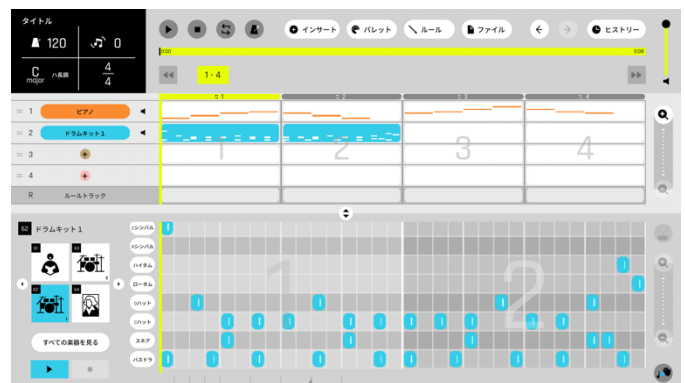 タイトル
120
0
インサート
パレット
ルール
ファイル
ヒストリー
0:00
0:08
C
major
ハ長調
4
4
1 - 4
1
2
3
4
1
ピアノ
2
ドラムキット1
1
2
3
4
3
4
R
ルールトラック
52
ドラムキット1
Cシンバル
Rシンバル
ハイタム
ロータム
Oハット
Cハット
スネア
バスドラ
1
2
すべての楽器を見る